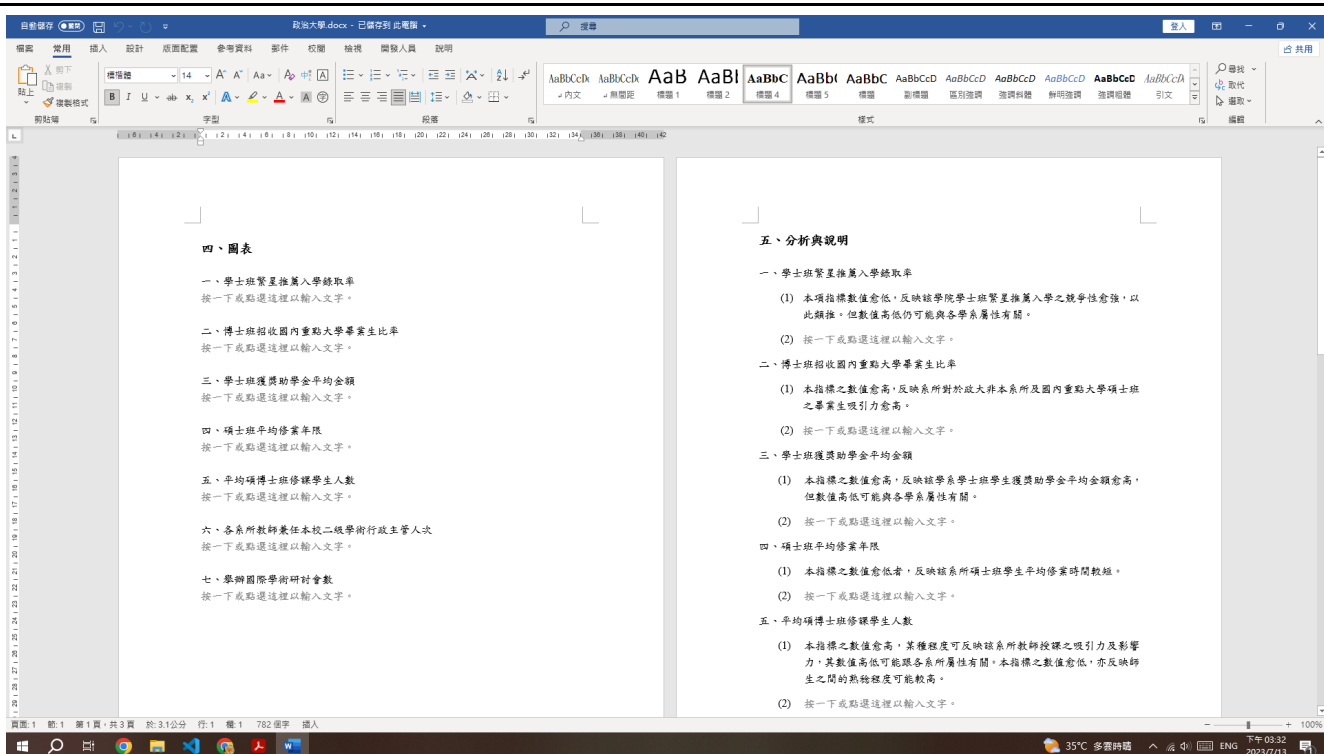 自動儲存
政治大學.docx - 已儲存到 此電腦
搜尋
登入
檔案 常用 插入 設計 版面配置 參考資料 郵件 校閱 檢視 開發人員 說明
共用
貼上
剪下
複製
複製格式
剪貼簿
標楷體 14
字型
段落
AaBbCcDc AaBbCcDc AaB AaBl AaBbC AaBb( AaBbC AaBbCcD AaBbCcD AaBbCcD AaBbCcD AaBbCcD AaBbCcDc
內文 無間距 標題 1 標題 2 標題 4 標題 5 標題 副標題 區別強調 強調斜體 鮮明強調 強調粗體 引文
樣式
尋找
取代
選取
編輯
四、圖表
一、學士班繁星推薦入學錄取率
按一下或點選這裡以輸入文字。
二、博士班招收國內重點大學畢業生比率
按一下或點選這裡以輸入文字。
三、學士班獲獎助學金平均金額
按一下或點選這裡以輸入文字。
四、碩士班平均修業年限
按一下或點選這裡以輸入文字。
五、平均碩博士班修課學生人數
按一下或點選這裡以輸入文字。
六、各系所教師兼任本校二級學術行政主管人次
按一下或點選這裡以輸入文字。
七、舉辦國際學術研討會數
按一下或點選這裡以輸入文字。
五、分析與說明
一、學士班繁星推薦入學錄取率
(1) 本項指標數值愈低，反映該學院學士班繁星推薦入學之競爭性愈強，以
此類推。但數值高低仍可能與各學系屬性有關。
(2) 按一下或點選這裡以輸入文字。
二、博士班招收國內重點大學畢業生比率
(1) 本指標之數值愈高，反映系所對於政大非本系所及國內重點大學碩士班
之畢業生吸引力愈高。
(2) 按一下或點選這裡以輸入文字。
三、學士班獲獎助學金平均金額
(1) 本指標之數值愈高，反映該學系學士班學生獲獎助學金平均金額愈高，
但數值高低可能與各學系屬性有關。
(2) 按一下或點選這裡以輸入文字。
四、碩士班平均修業年限
(1) 本指標之數值愈低者，反映該系所碩士班學生平均修業時間較短。
(2) 按一下或點選這裡以輸入文字。
五、平均碩博士班修課學生人數
(1) 本指標之數值愈高，某種程度可反映該系所教師授課之吸引力及影響
力，其數值高低可能跟各系所屬性有關。本指標之數值愈低，亦反映師
生之間的熟稔程度可能較高。
(2) 按一下或點選這裡以輸入文字。
頁面: 1 節: 1 第 1 頁，共 3 頁 於: 3.1公分 行: 1 欄: 1 782 個字 插入
100%
35°C 多雲時晴
ENG
下午 03:32
2023/7/13